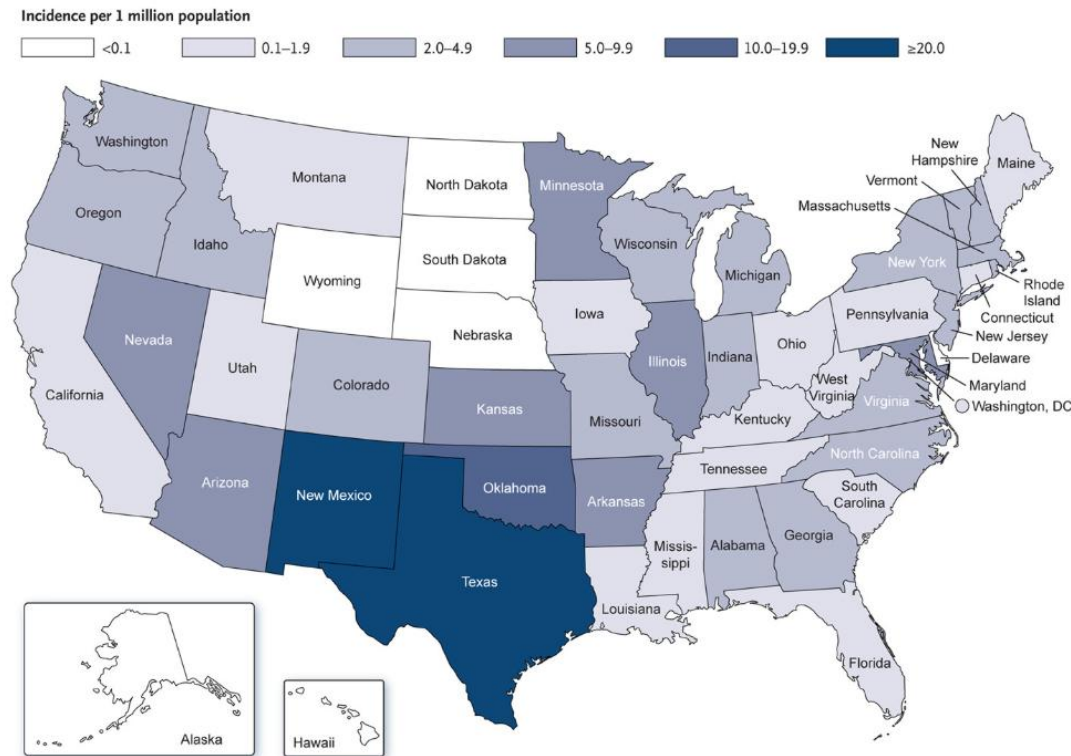 Incidence per 1 million population
<0.1
0.1–1.9
2.0–4.9
5.0–9.9
10.0–19.9
≥20.0
Washington
Montana
North Dakota
Minnesota
New
Hampshire
Maine
Vermont
Massachusetts
Oregon
Idaho
Wisconsin
New York
South Dakota
Michigan
Wyoming
Rhode
Island
Connecticut
Iowa
Pennsylvania
New Jersey
Nebraska
Nevada
Ohio
Delaware
Illinois
Indiana
Utah
Maryland
California
Colorado
West
Virginia
Washington, DC
Kansas
Missouri
Virginia
Kentucky
North Carolina
Tennessee
Arizona
Oklahoma
New Mexico
Arkansas
South
Carolina
Missis-
sippi
Alabama
Georgia
Texas
Louisiana
Florida
Alaska
Hawaii